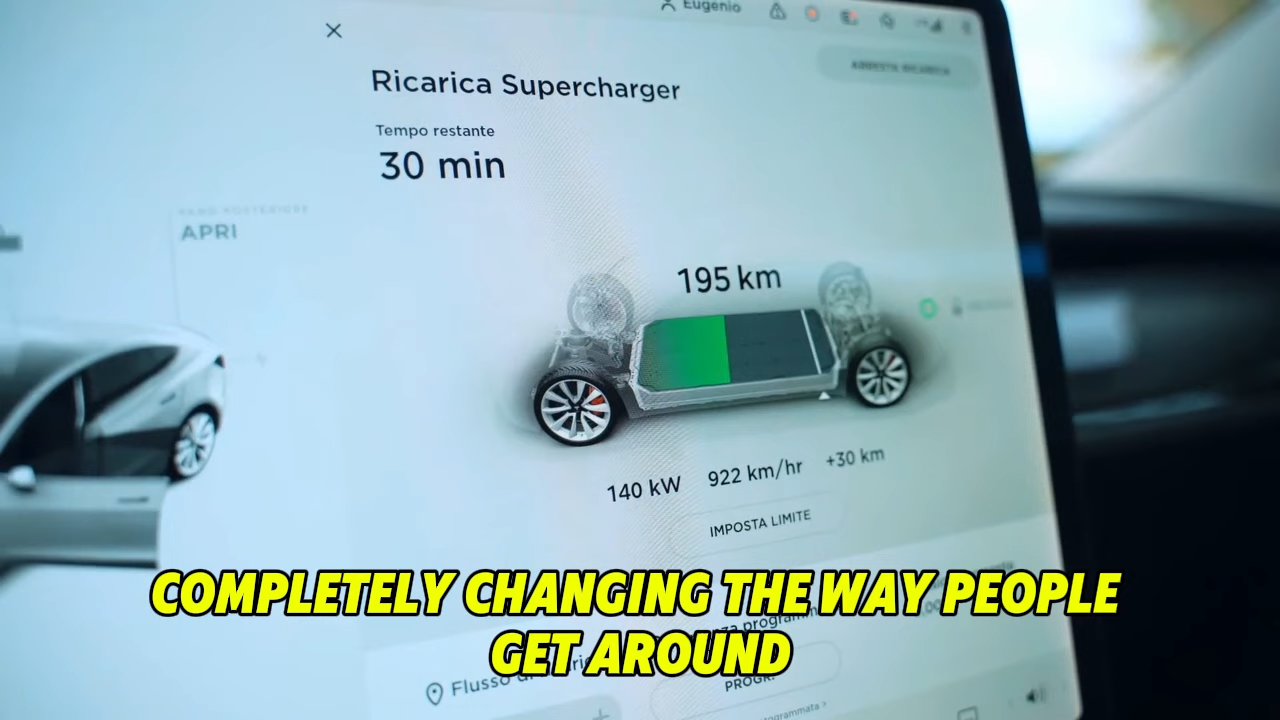 Eugenio
Ricarica Supercharger
Tempo restante
30 min
APRI
195 km
140 kW 922 km/hr +30 km
IMPOSTA LIMITE
COMPLETELY CHANGING THE WAY PEOPLE
GET AROUND
Flusso